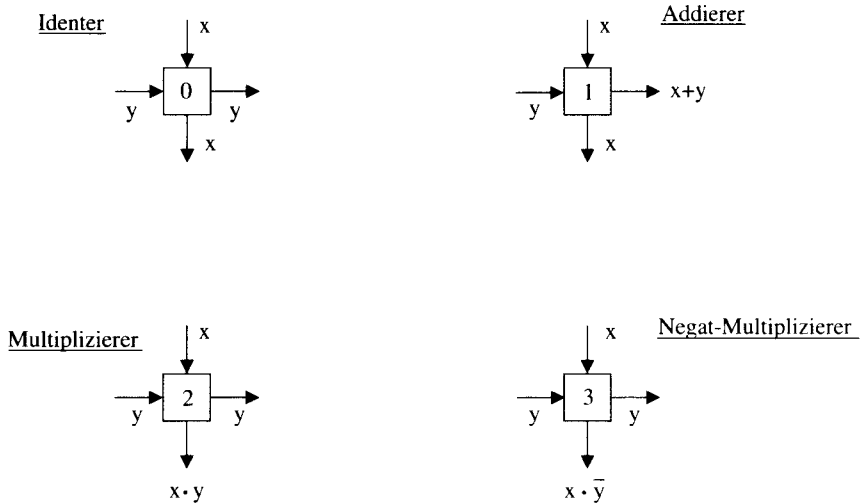 Identer
x
0
y
y
x
Addierer
x
1
y
x+y
x
Multiplizierer
x
2
y
y
x · y
Negat-Multiplizierer
x
3
y
y
x · ȳ